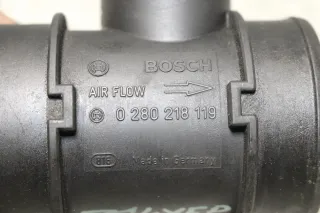 BOSCH
AIR FLOW
0 280 218 119
Made in Germany